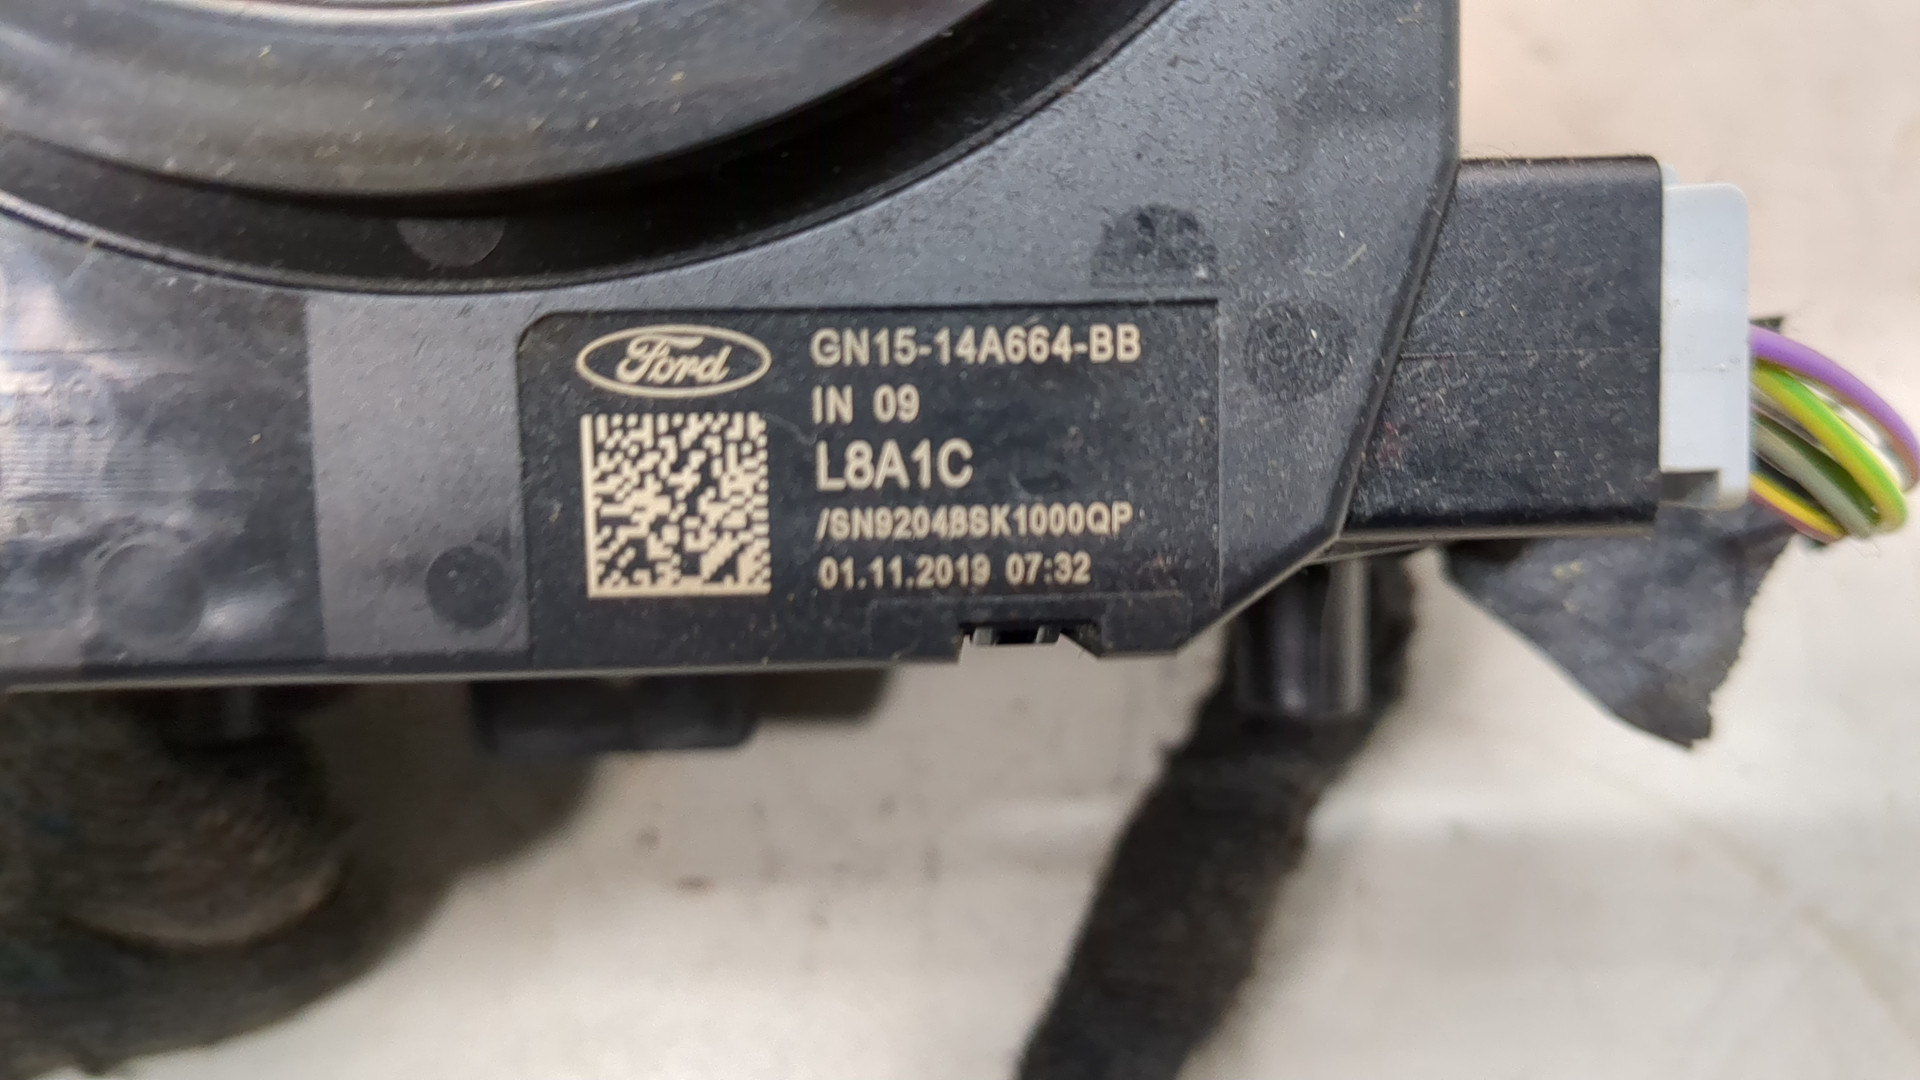 Ford
GN15-14A664-BB
IN 09
L8A1C
/SN9204BSK1000QP
01.11.2019 07:32